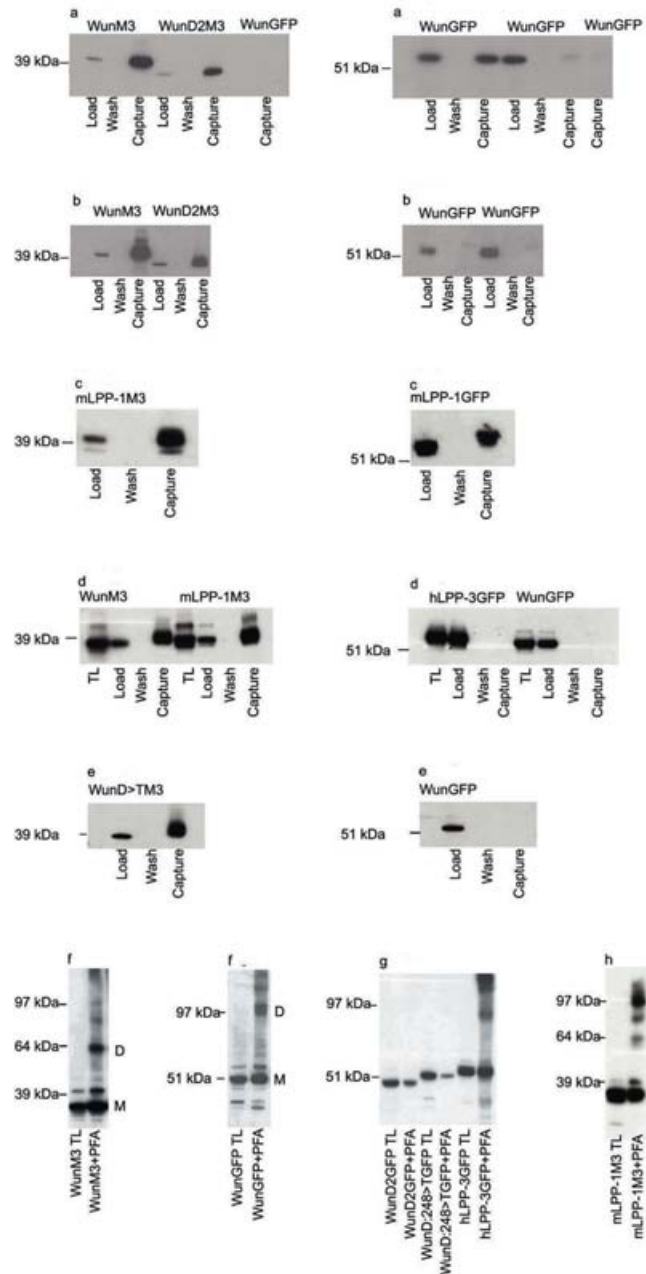 a
WunM3 WunD2M3 WunGFP
39 kDa
Load
Wash
Capture
Load
Wash
Capture
Capture
a
WunGFP WunGFP WunGFP
51 kDa
Load
Wash
Capture
Load
Wash
Capture
Capture
b
WunM3 WunD2M3
39 kDa
Load
Wash
Capture
Load
Wash
Capture
b
WunGFP WunGFP
51 kDa
Load
Wash
Capture
Load
Wash
Capture
c
mLPP-1M3
39 kDa
Load
Wash
Capture
c
mLPP-1GFP
51 kDa
Load
Wash
Capture
d
WunM3 mLPP-1M3
39 kDa
TL
Load
Wash
Capture
TL
Load
Wash
Capture
d
hLPP-3GFP WunGFP
51 kDa
TL
Load
Wash
Capture
TL
Load
Wash
Capture
e
WunD>TM3
39 kDa
Load
Wash
Capture
e
WunGFP
51 kDa
Load
Wash
Capture
f
97 kDa
64 kDa
D
39 kDa
M
WunM3 TL
WunM3+PFA
f
97 kDa
D
51 kDa
M
WunGFP TL
WunGFP+PFA
g
97 kDa
51 kDa
WunD2GFP TL
WunD2GFP+PFA
WunD:248>TGFP TL
WunD:248>TGFP+PFA
hLPP-3GFP TL
hLPP-3GFP+PFA
h
97 kDa
64 kDa
39 kDa
mLPP-1M3 TL
mLPP-1M3+PFA